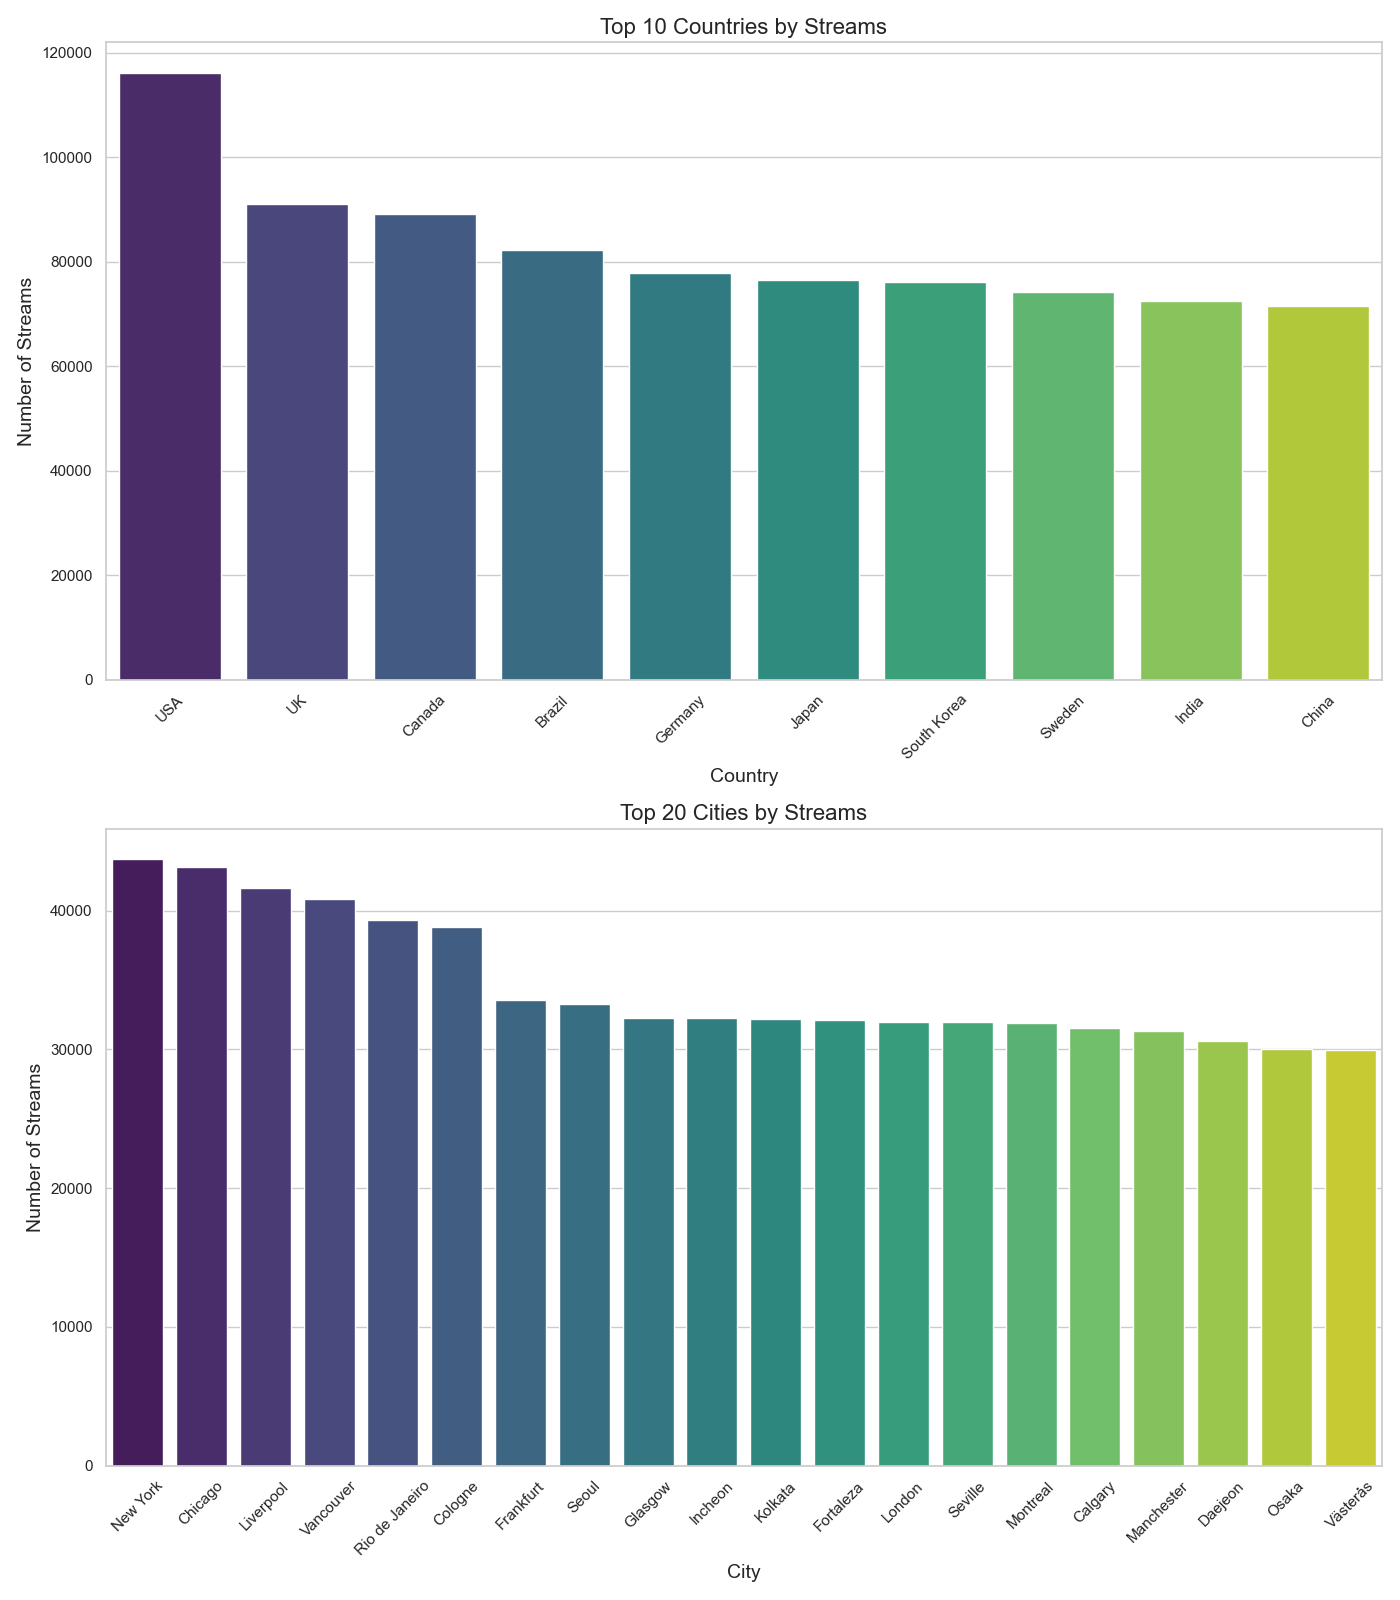 Top 10 Countries by Streams
Number of Streams
120000
100000
80000
60000
40000
20000
0
USA
UK
Canada
Brazil
Germany
Japan
South Korea
Sweden
India
China
Country
Top 20 Cities by Streams
Number of Streams
40000
30000
20000
10000
0
New York
Chicago
Liverpool
Vancouver
Rio de Janeiro
Cologne
Frankfurt
Seoul
Glasgow
Incheon
Kolkata
Fortaleza
London
Seville
Montreal
Calgary
Manchester
Daejeon
Osaka
Västerås
City